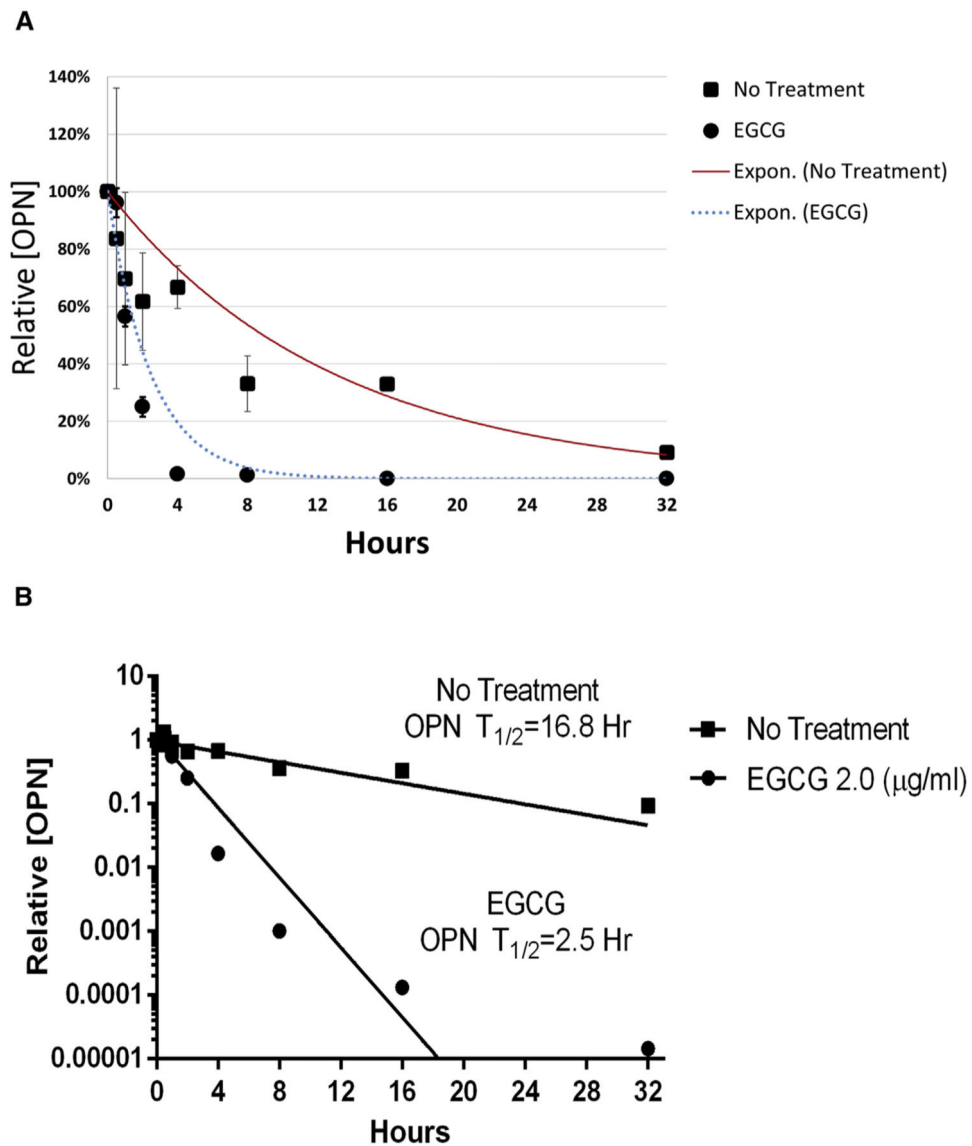 A
140%
120%
100%
80%
60%
40%
20%
0%
Relative [OPN]
0 4 8 12 16 20 24 28 32
Hours
No Treatment
EGCG
Expon. (No Treatment)
Expon. (EGCG)
B
10
1
0.1
0.01
0.001
0.0001
0.00001
Relative [OPN]
0 4 8 12 16 20 24 28 32
Hours
No Treatment
OPN T1/2=16.8 Hr
EGCG
OPN T1/2=2.5 Hr
No Treatment
EGCG 2.0 (μg/ml)